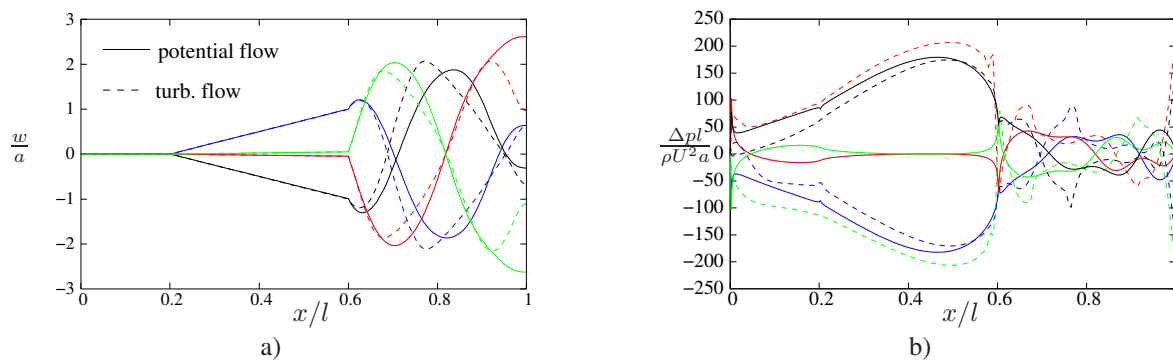 3
2
1
0
−1
−2
−3
w/a
potential flow
turb. flow
0 0.2 0.4 0.6 0.8 1
x/l
a)
250
200
150
100
50
0
−50
−100
−150
−200
−250
Δpl/ρU²a
0 0.2 0.4 0.6 0.8
x/l
b)